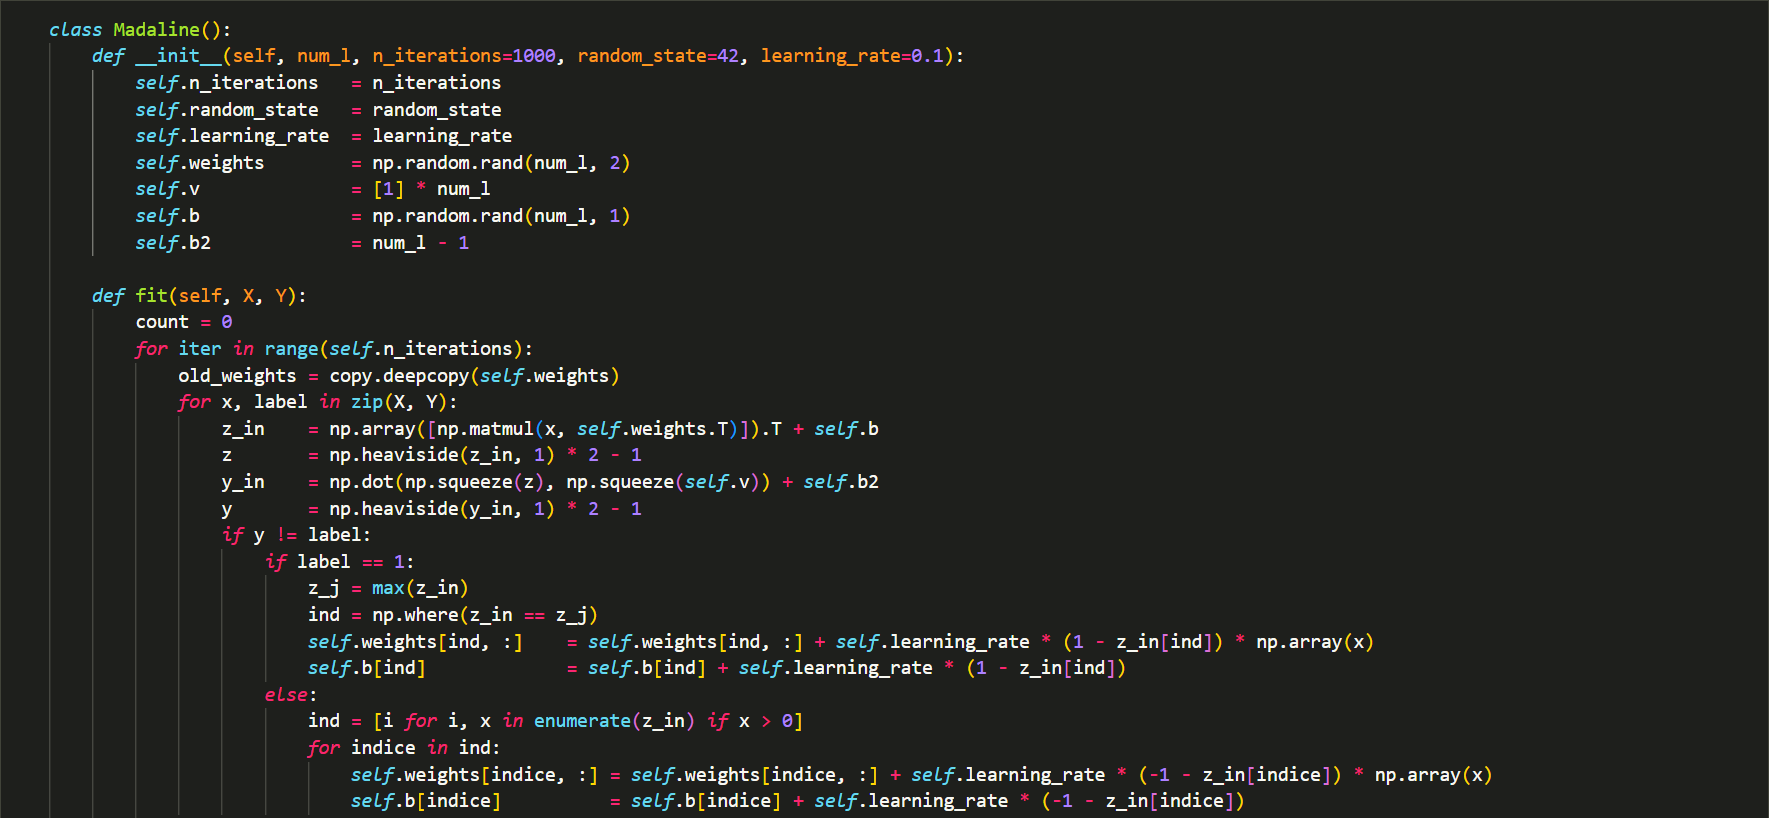 class Madaline():
    def __init__(self, num_l, n_iterations=1000, random_state=42, learning_rate=0.1):
        self.n_iterations   = n_iterations
        self.random_state   = random_state
        self.learning_rate  = learning_rate
        self.weights        = np.random.rand(num_l, 2)
        self.v              = [1] * num_l
        self.b              = np.random.rand(num_l, 1)
        self.b2             = num_l - 1

    def fit(self, X, Y):
        count = 0
        for iter in range(self.n_iterations):
            old_weights = copy.deepcopy(self.weights)
            for x, label in zip(X, Y):
                z_in    = np.array([np.matmul(x, self.weights.T)]).T + self.b
                z       = np.heaviside(z_in, 1) * 2 - 1
                y_in    = np.dot(np.squeeze(z), np.squeeze(self.v)) + self.b2
                y       = np.heaviside(y_in, 1) * 2 - 1
                if y != label:
                    if label == 1:
                        z_j = max(z_in)
                        ind = np.where(z_in == z_j)
                        self.weights[ind, :]    = self.weights[ind, :] + self.learning_rate * (1 - z_in[ind]) * np.array(x)
                        self.b[ind]             = self.b[ind] + self.learning_rate * (1 - z_in[ind])
                    else:
                        ind = [i for i, x in enumerate(z_in) if x > 0]
                        for indice in ind:
                            self.weights[indice, :] = self.weights[indice, :] + self.learning_rate * (-1 - z_in[indice]) * np.array(x)
                            self.b[indice]          = self.b[indice] + self.learning_rate * (-1 - z_in[indice])